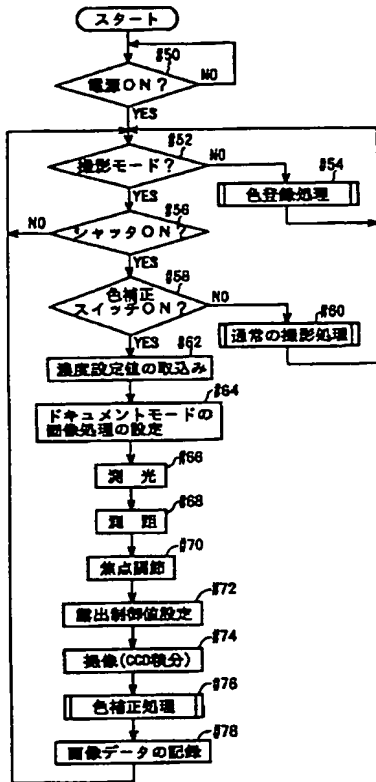 スタート
#50
電源ON?
NO
YES
#52
撮影モード?
NO
#54
色登録処理
YES
#56
NO
シャッタON?
YES
#58
色補正
スイッチON?
NO
#60
通常の撮影処理
YES
#62
濃度設定値の取込み
#64
ドキュメントモードの
画像処理の設定
#66
測 光
#68
測 距
#70
焦点調節
#72
露出制御値設定
#74
撮像(CCD積分)
#76
色補正処理
#78
画像データの記録